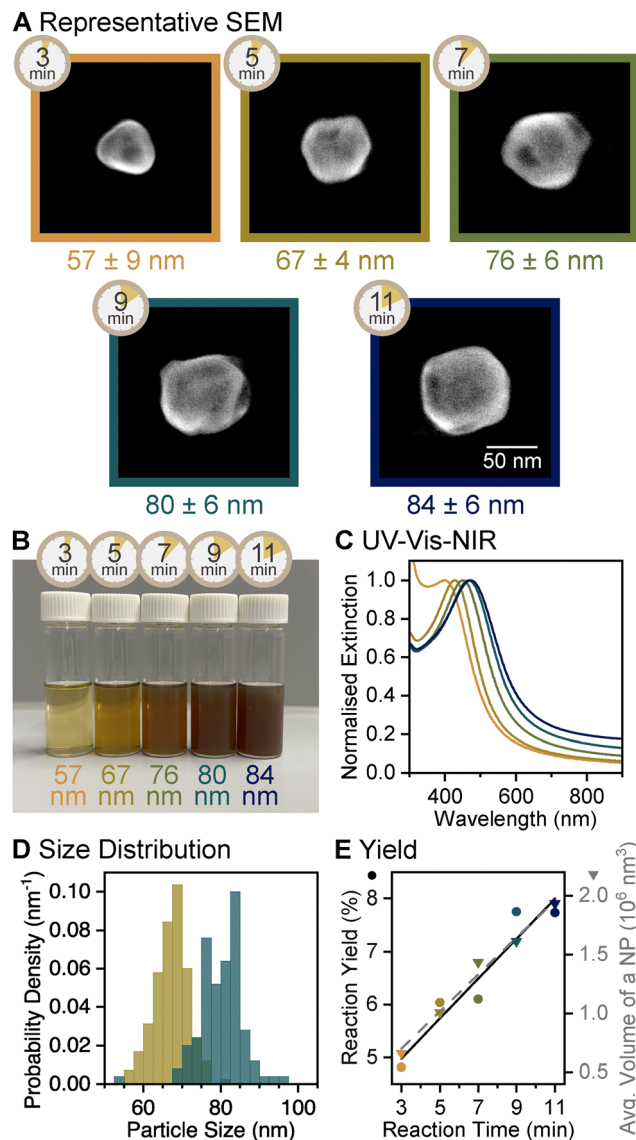 A Representative SEM
3 min
5 min
7 min
57 ± 9 nm
67 ± 4 nm
76 ± 6 nm
9 min
11 min
50 nm
80 ± 6 nm
84 ± 6 nm
B
3 min
5 min
7 min
9 min
11 min
57 nm
67 nm
76 nm
80 nm
84 nm
C UV-Vis-NIR
Normalised Extinction
1.0
0.8
0.6
0.4
0.2
0.0
400 600 800
Wavelength (nm)
D Size Distribution
Probability Density (nm⁻¹)
0.10
0.08
0.06
0.04
0.02
0.00
60 80 100
Particle Size (nm)
E Yield
Reaction Yield (%)
8
7
6
5
2.0
1.5
1.0
0.5
Avg. Volume of a NP (10⁶ nm³)
3 5 7 9 11
Reaction Time (min)